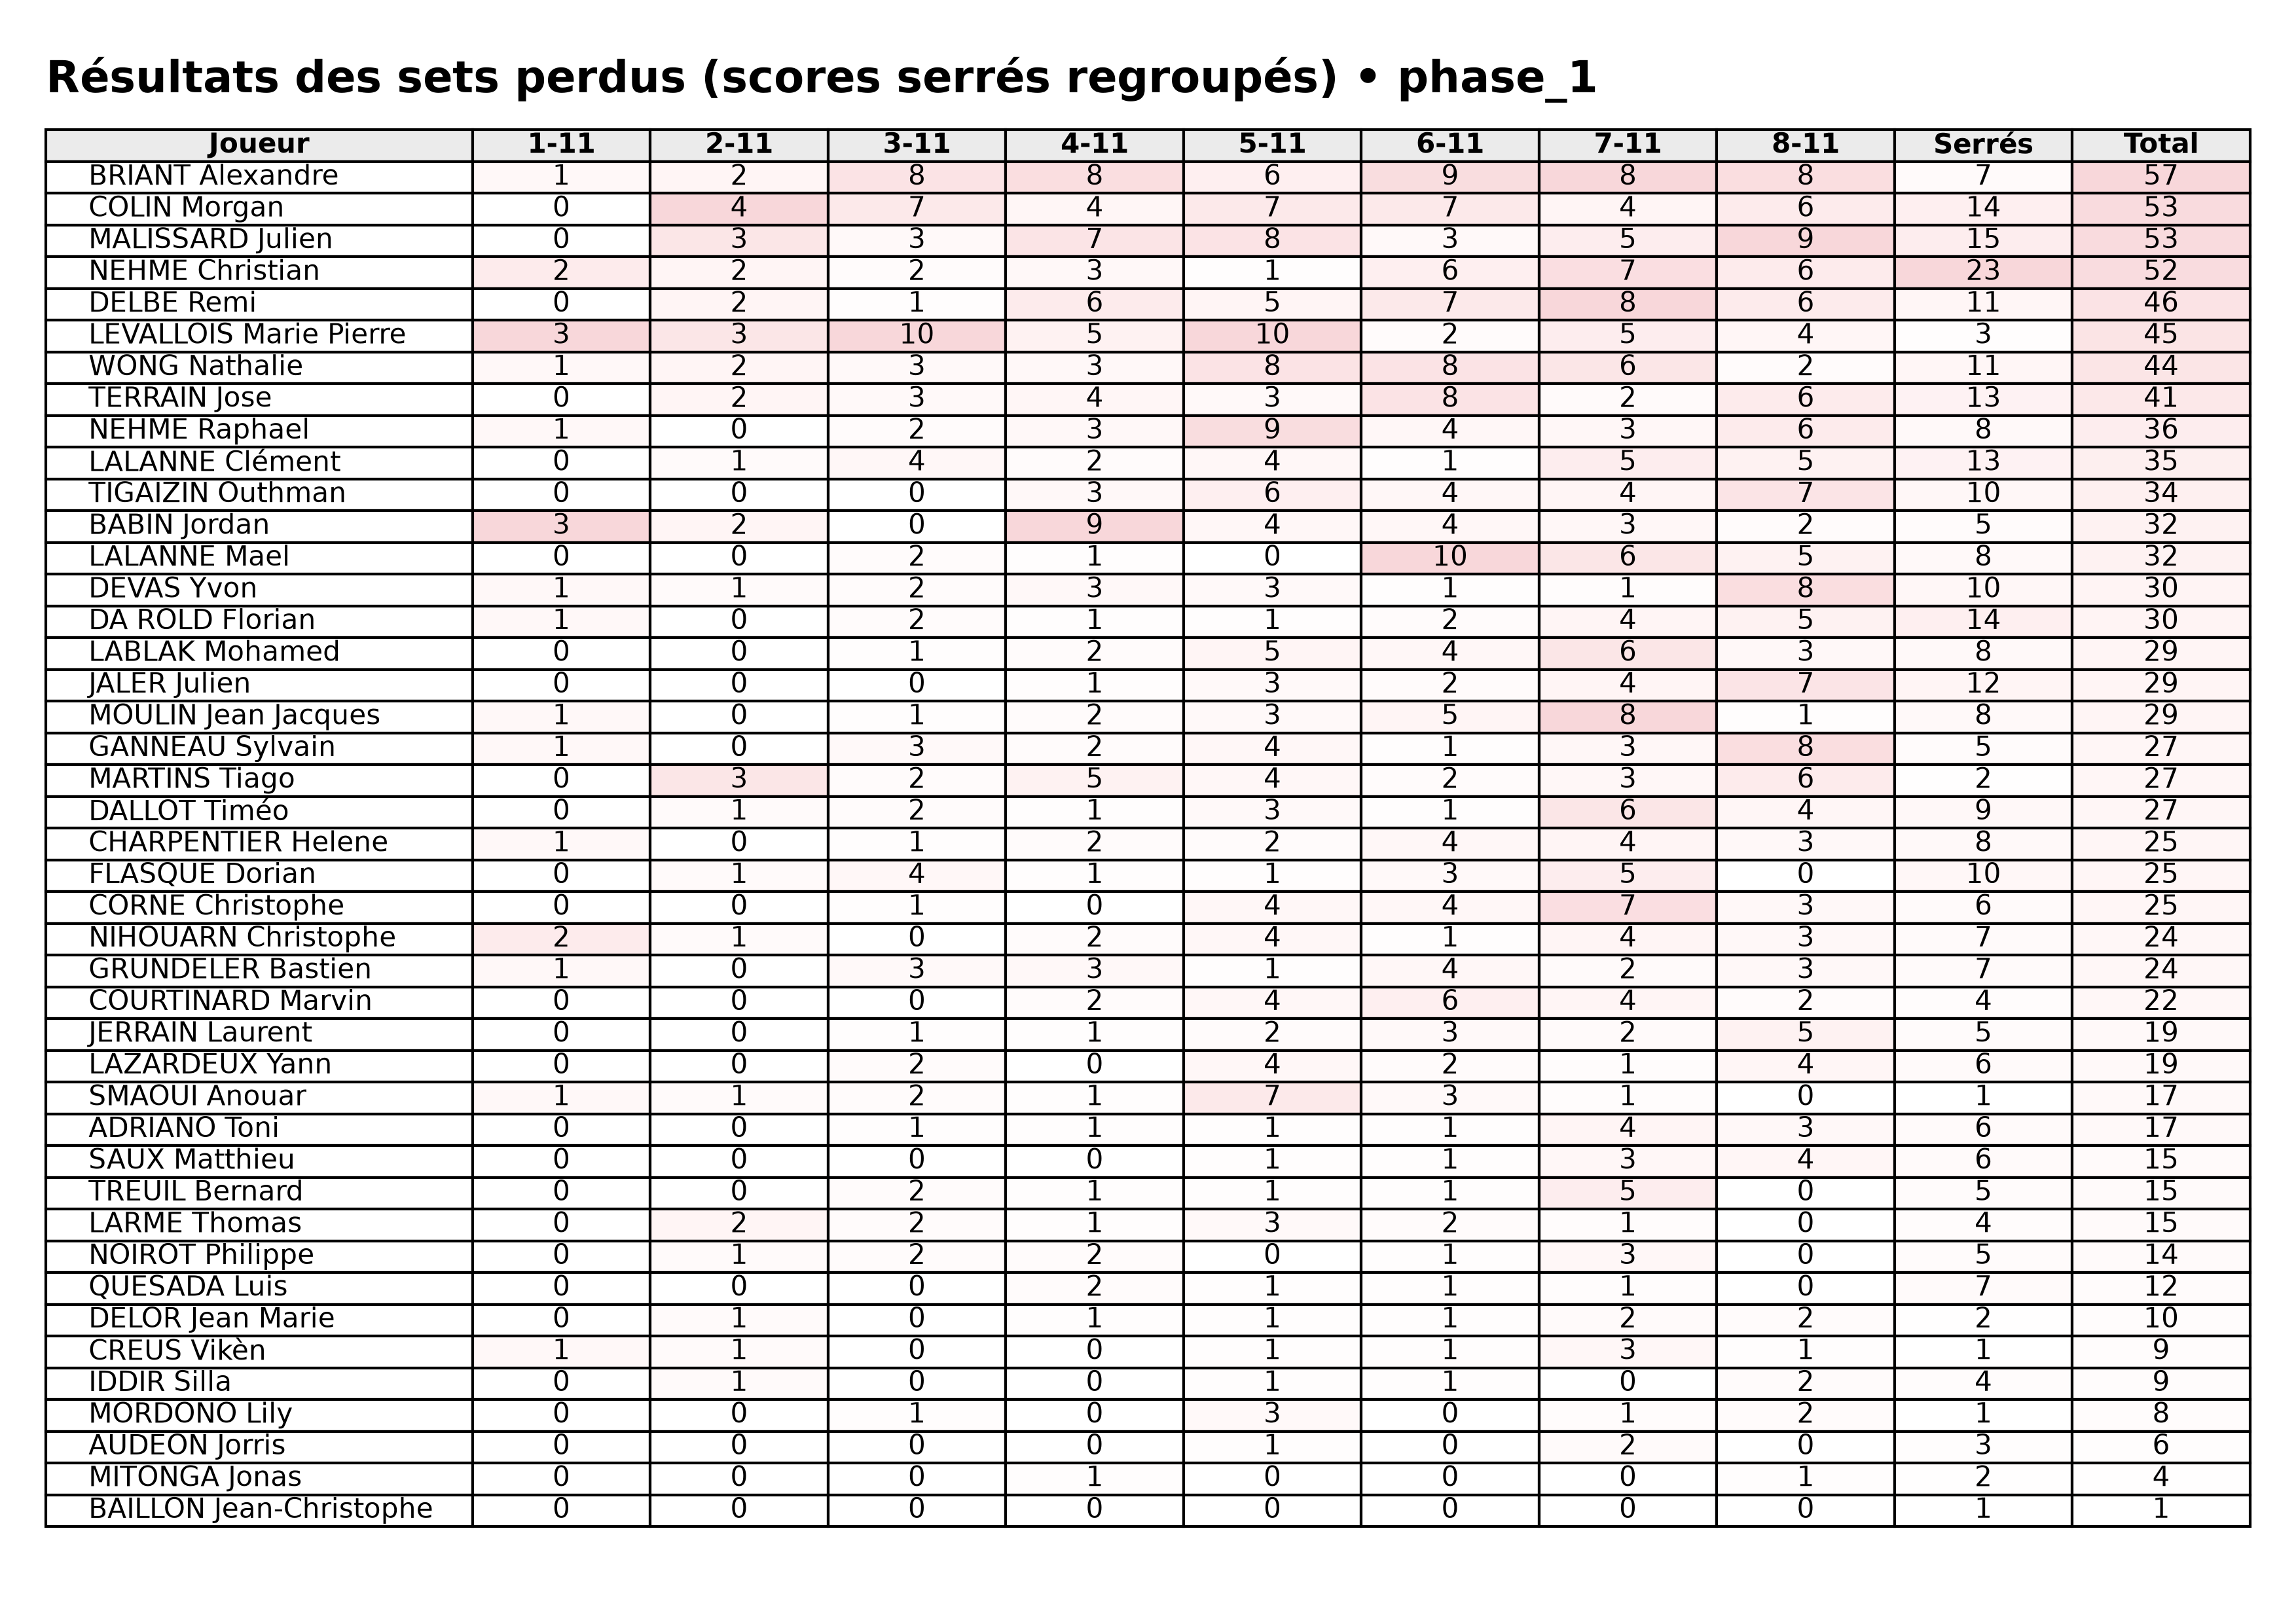 Résultats des sets perdus (scores serrés regroupés) • phase_1
Joueur 1-11 2-11 3-11 4-11 5-11 6-11 7-11 8-11 Serrés Total
BRIANT Alexandre 1 2 8 8 6 9 8 8 7 57
COLIN Morgan 0 4 7 4 7 7 4 6 14 53
MALISSARD Julien 0 3 3 7 8 3 5 9 15 53
NEHME Christian 2 2 2 3 1 6 7 6 23 52
DELBE Remi 0 2 1 6 5 7 8 6 11 46
LEVALLOIS Marie Pierre 3 3 10 5 10 2 5 4 3 45
WONG Nathalie 1 2 3 3 8 8 6 2 11 44
TERRAIN Jose 0 2 3 4 3 8 2 6 13 41
NEHME Raphael 1 0 2 3 9 4 3 6 8 36
LALANNE Clément 0 1 4 2 4 1 5 5 13 35
TIGAIZIN Outhman 0 0 0 3 6 4 4 7 10 34
BABIN Jordan 3 2 0 9 4 4 3 2 5 32
LALANNE Mael 0 0 2 1 0 10 6 5 8 32
DEVAS Yvon 1 1 2 3 3 1 1 8 10 30
DA ROLD Florian 1 0 2 1 1 2 4 5 14 30
LABLAK Mohamed 0 0 1 2 5 4 6 3 8 29
JALER Julien 0 0 0 1 3 2 4 7 12 29
MOULIN Jean Jacques 1 0 1 2 3 5 8 1 8 29
GANNEAU Sylvain 1 0 3 2 4 1 3 8 5 27
MARTINS Tiago 0 3 2 5 4 2 3 6 2 27
DALLOT Timéo 0 1 2 1 3 1 6 4 9 27
CHARPENTIER Helene 1 0 1 2 2 4 4 3 8 25
FLASQUE Dorian 0 1 4 1 1 3 5 0 10 25
CORNE Christophe 0 0 1 0 4 4 7 3 6 25
NIHOUARN Christophe 2 1 0 2 4 1 4 3 7 24
GRUNDELER Bastien 1 0 3 3 1 4 2 3 7 24
COURTINARD Marvin 0 0 0 2 4 6 4 2 4 22
JERRAIN Laurent 0 0 1 1 2 3 2 5 5 19
LAZARDEUX Yann 0 0 2 0 4 2 1 4 6 19
SMAOUI Anouar 1 1 2 1 7 3 1 0 1 17
ADRIANO Toni 0 0 1 1 1 1 4 3 6 17
SAUX Matthieu 0 0 0 0 1 1 3 4 6 15
TREUIL Bernard 0 0 2 1 1 1 5 0 5 15
LARME Thomas 0 2 2 1 3 2 1 0 4 15
NOIROT Philippe 0 1 2 2 0 1 3 0 5 14
QUESADA Luis 0 0 0 2 1 1 1 0 7 12
DELOR Jean Marie 0 1 0 1 1 1 2 2 2 10
CREUS Vikèn 1 1 0 0 1 1 3 1 1 9
IDDIR Silla 0 1 0 0 1 1 0 2 4 9
MORDONO Lily 0 0 1 0 3 0 1 2 1 8
AUDEON Jorris 0 0 0 0 1 0 2 0 3 6
MITONGA Jonas 0 0 0 1 0 0 0 1 2 4
BAILLON Jean-Christophe 0 0 0 0 0 0 0 0 1 1